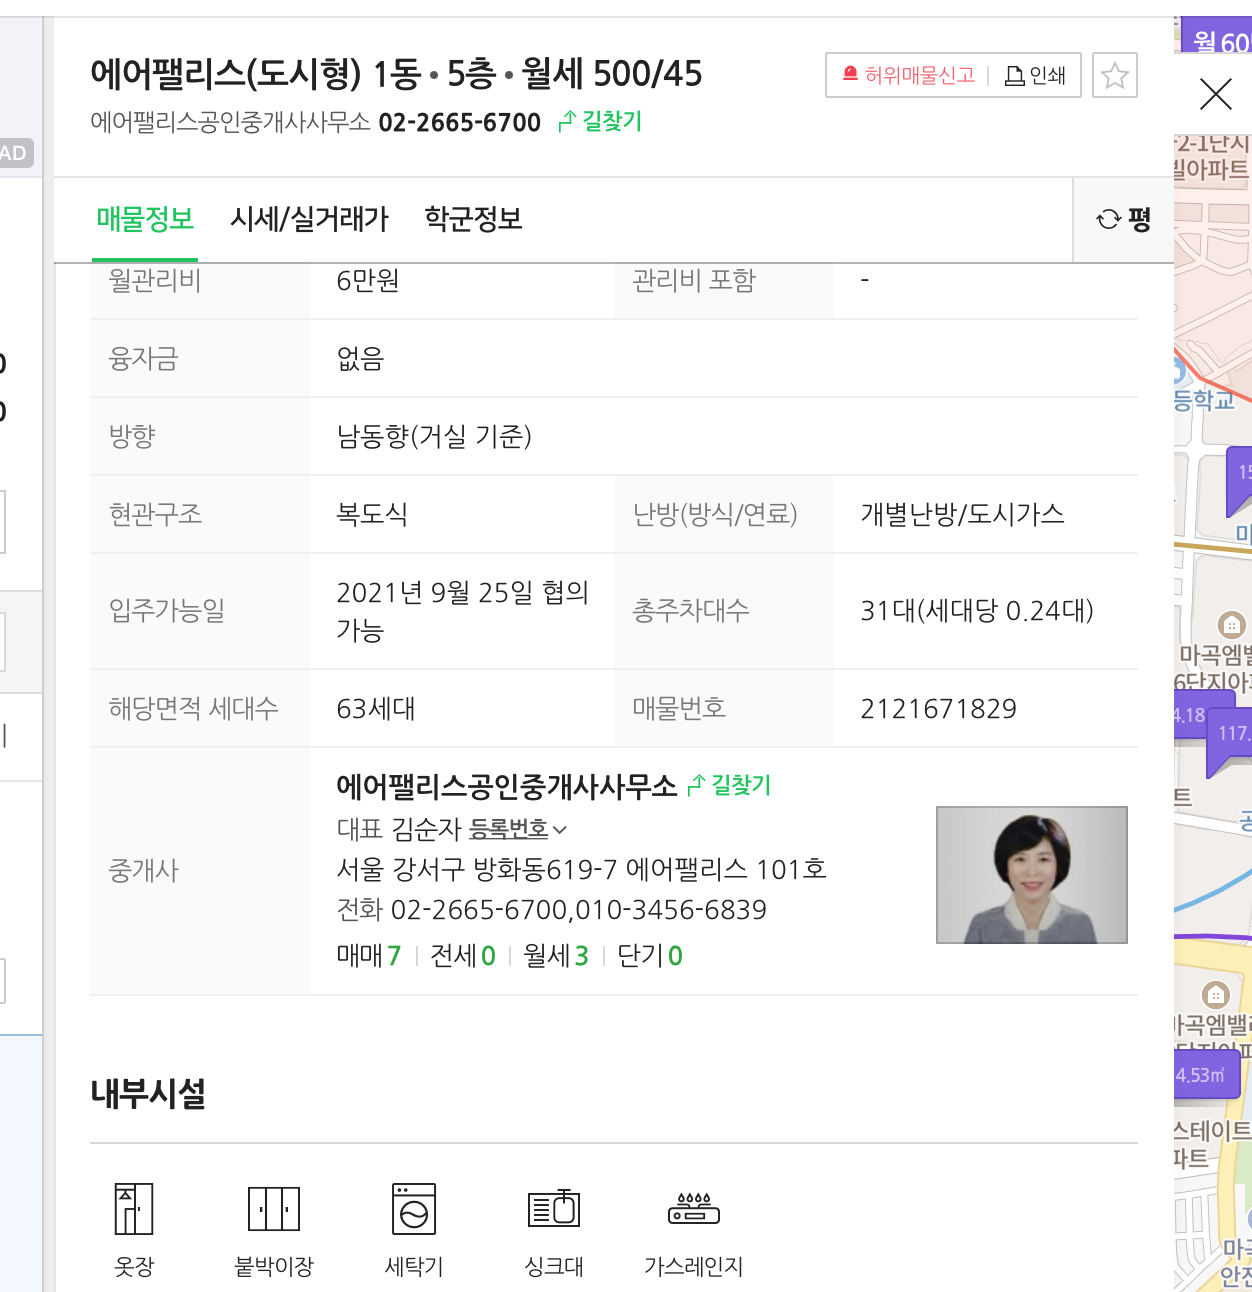 에어팰리스(도시형) 1동 • 5층 • 월세 500/45
허위매물신고 | 인쇄
에어팰리스공인중개사사무소 02-2665-6700 길찾기
AD
매물정보 시세/실거래가 학군정보
평
월관리비 6만원 관리비 포함 -
융자금 없음
방향 남동향(거실 기준)
현관구조 복도식 난방(방식/연료) 개별난방/도시가스
입주가능일 2021년 9월 25일 협의
가능
총주차대수 31대(세대당 0.24대)
해당면적 세대수 63세대 매물번호 2121671829
중개사
에어팰리스공인중개사사무소 길찾기
대표 김순자 등록번호
서울 강서구 방화동619-7 에어팰리스 101호
전화 02-2665-6700,010-3456-6839
매매 7 | 전세 0 | 월세 3 | 단기 0
내부시설
옷장 붙박이장 세탁기 싱크대 가스레인지
월 60
2-1단지
아파트
등학교
15
마곡엠밸
6단지아
4.18
117.
트
마곡엠밸
4.53㎡
스테이트
파트
마곡
안전